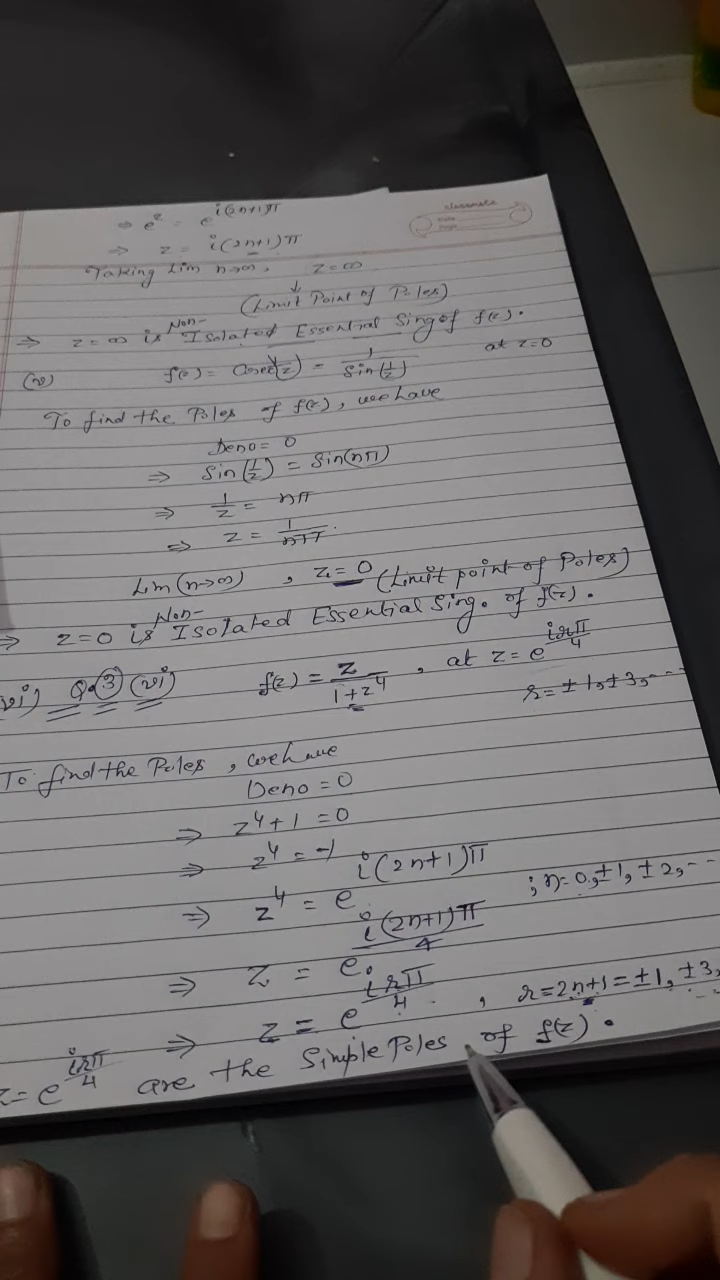 classmate
Date
Page
⇒ e^z = e^{i(2n+1)π}
⇒ z = i(2n+1)π
Taking Lim n→∞, z=∞
↓
(Limit Point of Poles)
⇒ z=∞ is Non-Isolated Essential Sing of f(z).
(v) f(z) = Cosec(1/z) = 1/Sin(1/z) at z=0
To find the Poles of f(z), we have
Deno = 0
⇒ Sin(1/z) = Sin(nπ)
⇒ 1/z = nπ
⇒ z = 1/nπ.
Lim(n→∞), z=0 (Limit point of Poles)
⇒ z=0 is Non-Isolated Essential Sing. of f(z).
vi) Q.3 (vi) f(z) = z/(1+z^4), at z = e^{irπ/4}
r=±1,±3,---
To find the Poles, we have
Deno = 0
⇒ z^4+1 = 0
⇒ z^4 = -1
⇒ z^4 = e^{i(2n+1)π} ; n=0,±1,±2,--
⇒ z = e^{i(2n+1)π/4}
⇒ z = e^{irπ/4}, r=2n+1=±1,±3,
z = e^{irπ/4} are the Simple Poles of f(z).